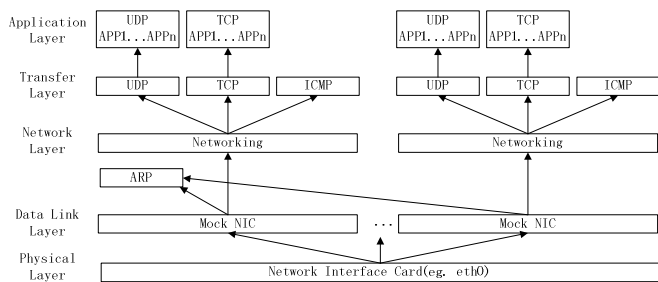 Application Layer
UDP APP1...APPn
TCP APP1...APPn
UDP APP1...APPn
TCP APP1...APPn
Transfer Layer
UDP
TCP
ICMP
UDP
TCP
ICMP
Network Layer
Networking
Networking
ARP
Data Link Layer
Mock NIC
...
Mock NIC
Physical Layer
Network Interface Card(eg. eth0)